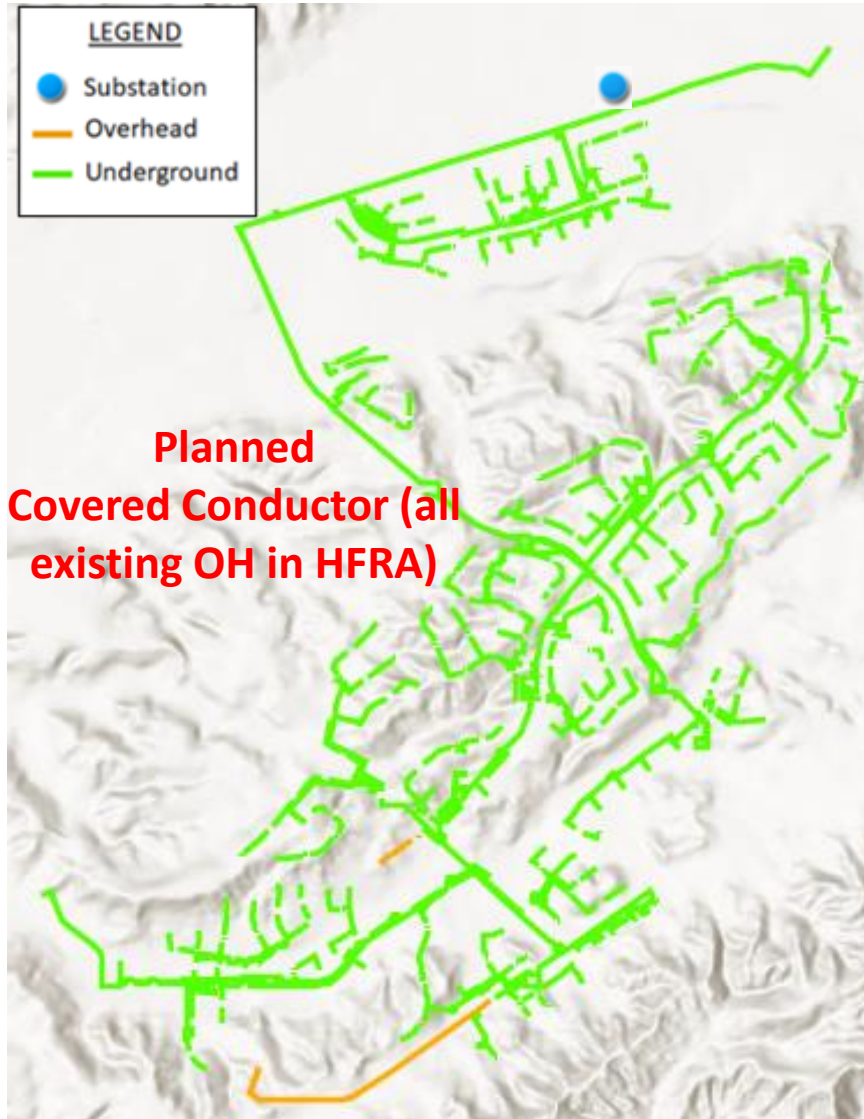 LEGEND
Substation
Overhead
Underground
Planned
Covered Conductor (all
existing OH in HFRA)